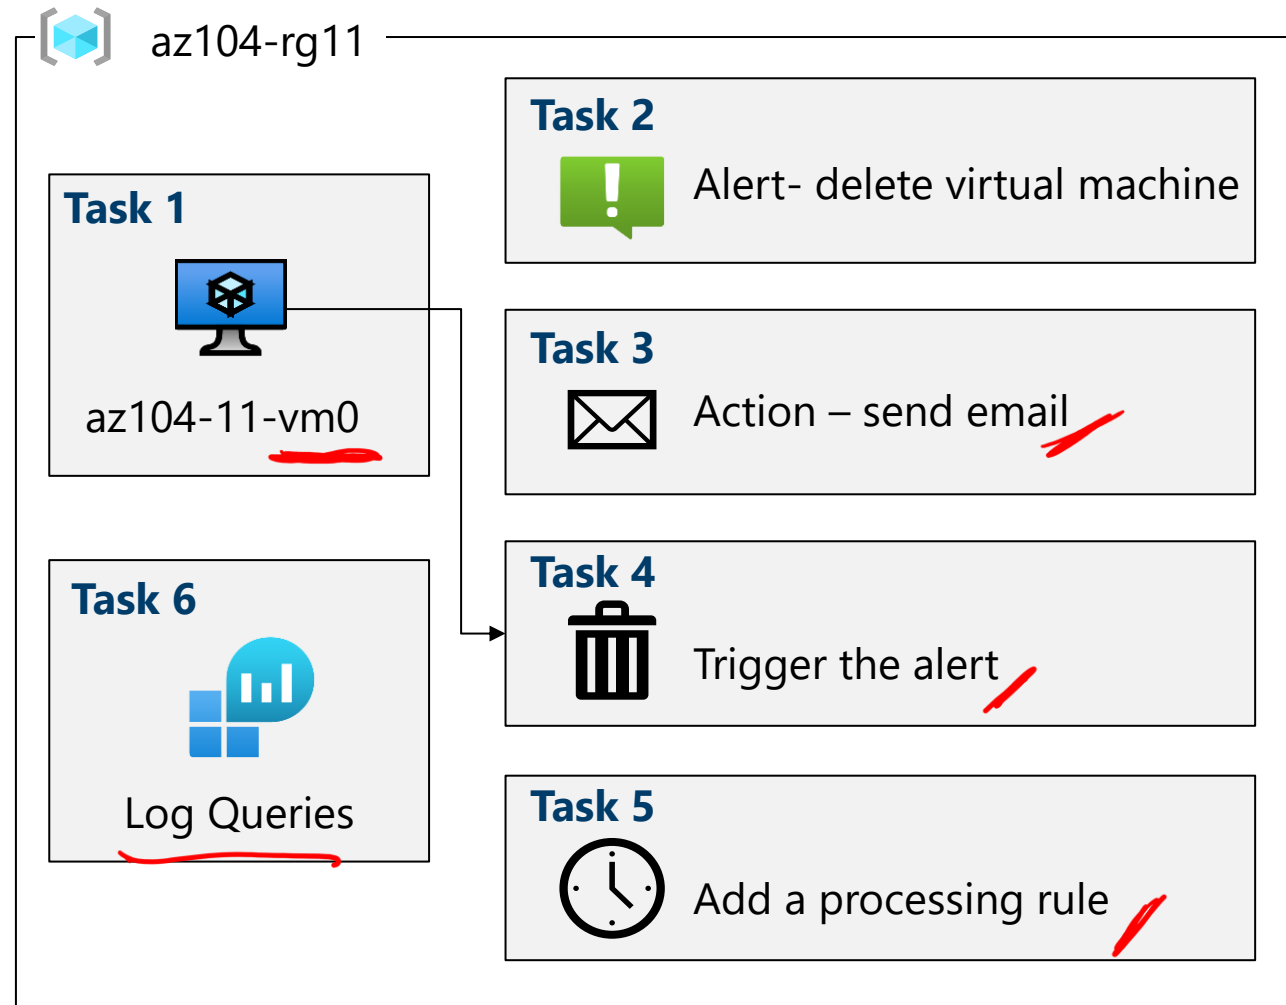 az104-rg11
Task 1
az104-11-vm0
Task 2
Alert- delete virtual machine
Task 3
Action – send email
Task 4
Trigger the alert
Task 5
Add a processing rule
Task 6
Log Queries